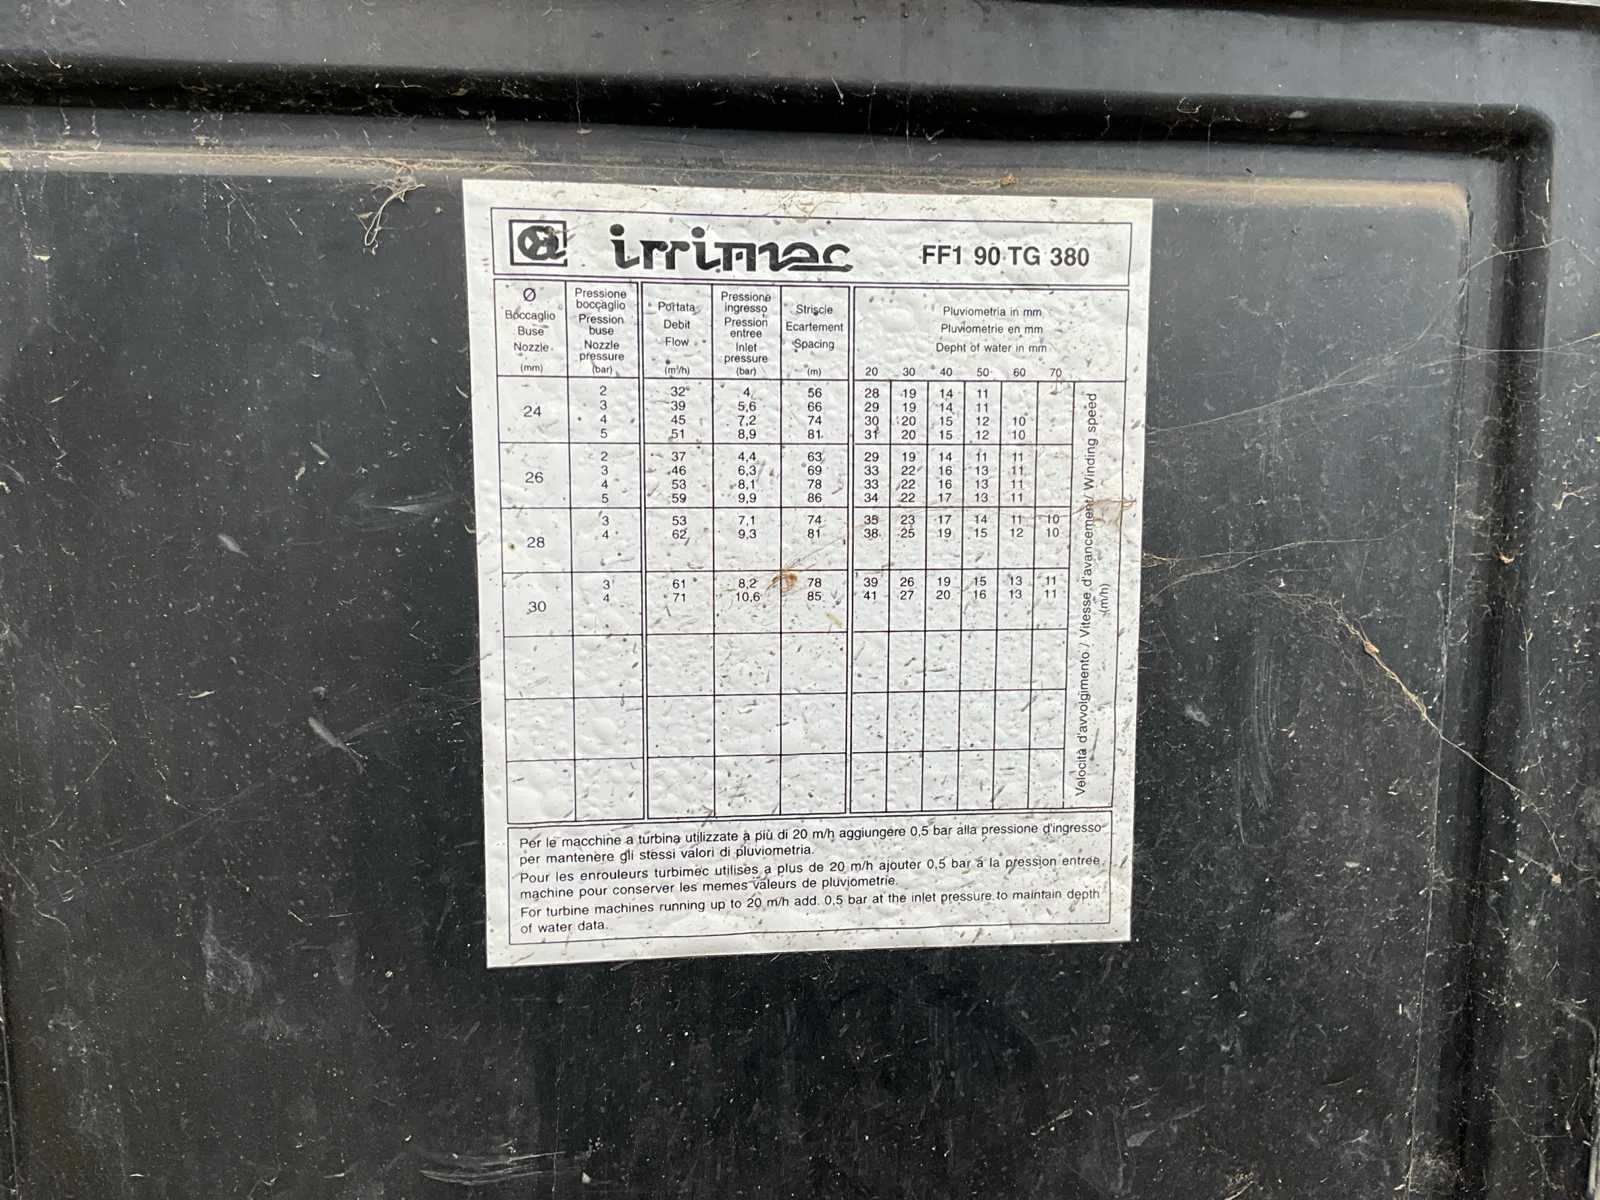 irrimec FF1 90 TG 380
Ø Boccaglio Buse Nozzle (mm)
Pressione boccaglio Pression buse Nozzle pressure (bar)
Portata Debit Flow (m³/h)
Pressione ingresso Pression entree Inlet pressure (bar)
Striscie Ecartement Spacing (m)
Pluviometria in mm
Pluviometrie en mm
Depht of water in mm
20 30 40 50 60 70
24
2 32 4 56 28 19 14 11
3 39 5,6 66 29 19 14 11
4 45 7,2 74 30 20 15 12 10
5 51 8,9 81 31 20 15 12 10
26
2 37 4,4 63 29 19 14 11 11
3 46 6,3 69 33 22 16 13 11
4 53 8,1 78 33 22 16 13 11
5 59 9,9 86 34 22 17 13 11
28
3 53 7,1 74 35 23 17 14 11 10
4 62 9,3 81 38 25 19 15 12 10
30
3 61 8,2 78 39 26 19 15 13 11
4 71 10,6 85 41 27 20 16 13 11
Velocità d'avvolgimento / Vitesse d'avancement / Winding speed
(m/h)
Per le macchine a turbina utilizzate a più di 20 m/h aggiungere 0,5 bar alla pressione d'ingresso
per mantenere gli stessi valori di pluviometria.
Pour les enrouleurs turbimec utilises a plus de 20 m/h ajouter 0,5 bar á la pression entree
machine pour conserver les memes valeurs de pluviometrie.
For turbine machines running up to 20 m/h add. 0,5 bar at the inlet pressure to maintain depth
of water data.